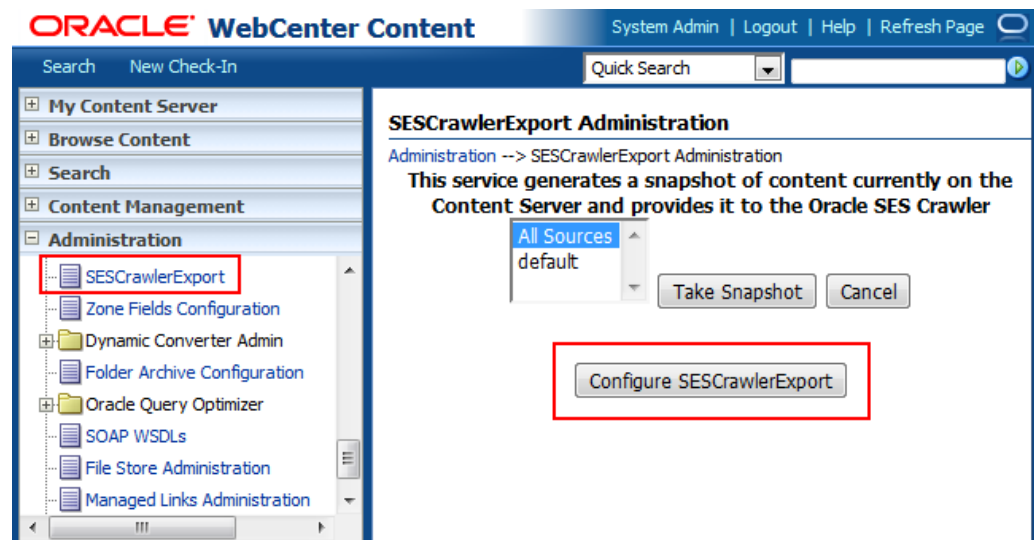 ORACLE WebCenter Content
System Admin | Logout | Help | Refresh Page
Search New Check-In
Quick Search
My Content Server
Browse Content
Search
Content Management
Administration
SESCrawlerExport
Zone Fields Configuration
Dynamic Converter Admin
Folder Archive Configuration
Oracle Query Optimizer
SOAP WSDLs
File Store Administration
Managed Links Administration
SESCrawlerExport Administration
Administration --> SESCrawlerExport Administration
This service generates a snapshot of content currently on the
Content Server and provides it to the Oracle SES Crawler
All Sources
default
Take Snapshot Cancel
Configure SESCrawlerExport